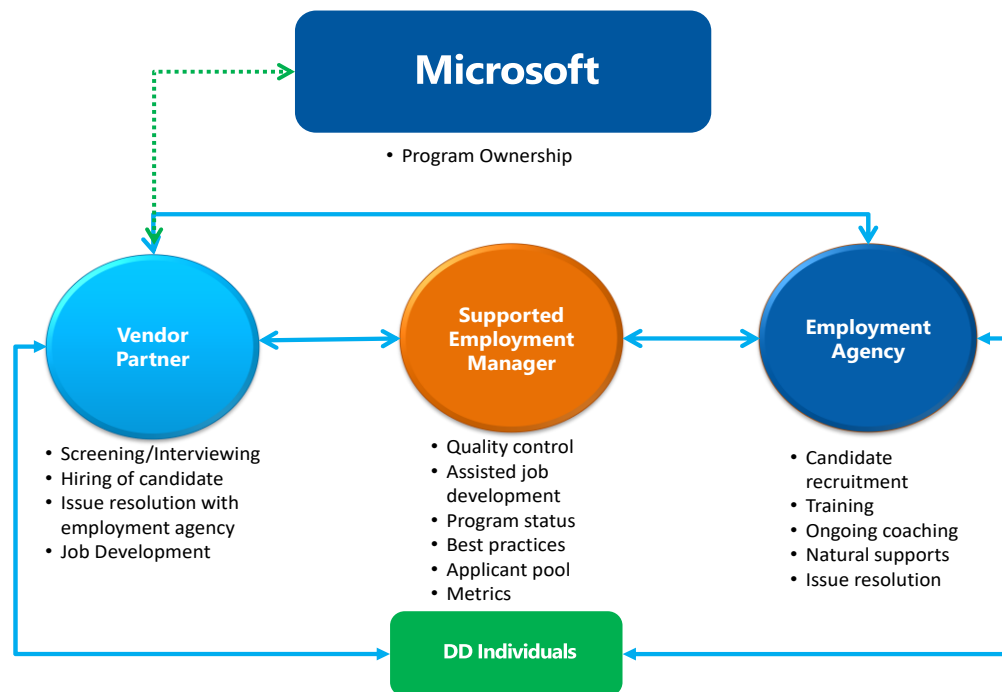 Microsoft
• Program Ownership
Vendor
Partner
• Screening/Interviewing
• Hiring of candidate
• Issue resolution with
employment agency
• Job Development
Supported
Employment
Manager
• Quality control
• Assisted job
development
• Program status
• Best practices
• Applicant pool
• Metrics
Employment
Agency
• Candidate
recruitment
• Training
• Ongoing coaching
• Natural supports
• Issue resolution
DD Individuals